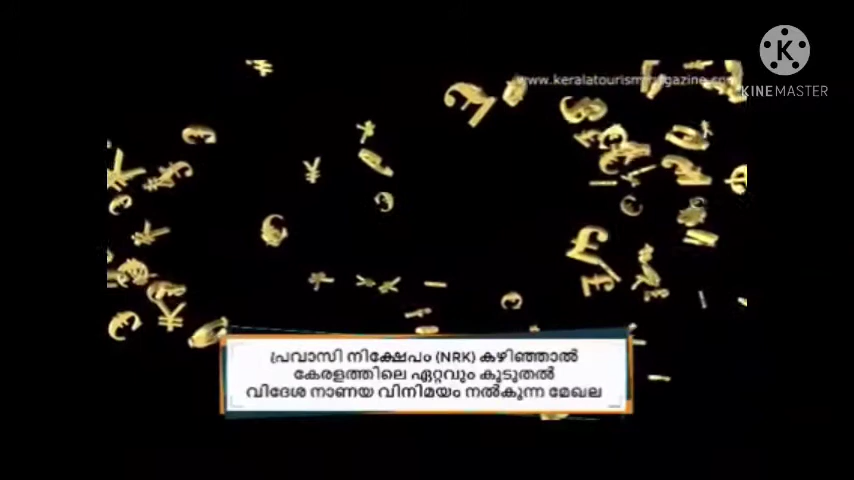 www.keralatourismmagazine.com
KINEMASTER
പ്രവാസി നിക്ഷേപം (NRK) കഴിഞ്ഞാൽ
കേരളത്തിലെ ഏറ്റവും കൂടുതൽ
വിദേശ നാണയ വിനിമയം നൽകുന്ന മേഖല